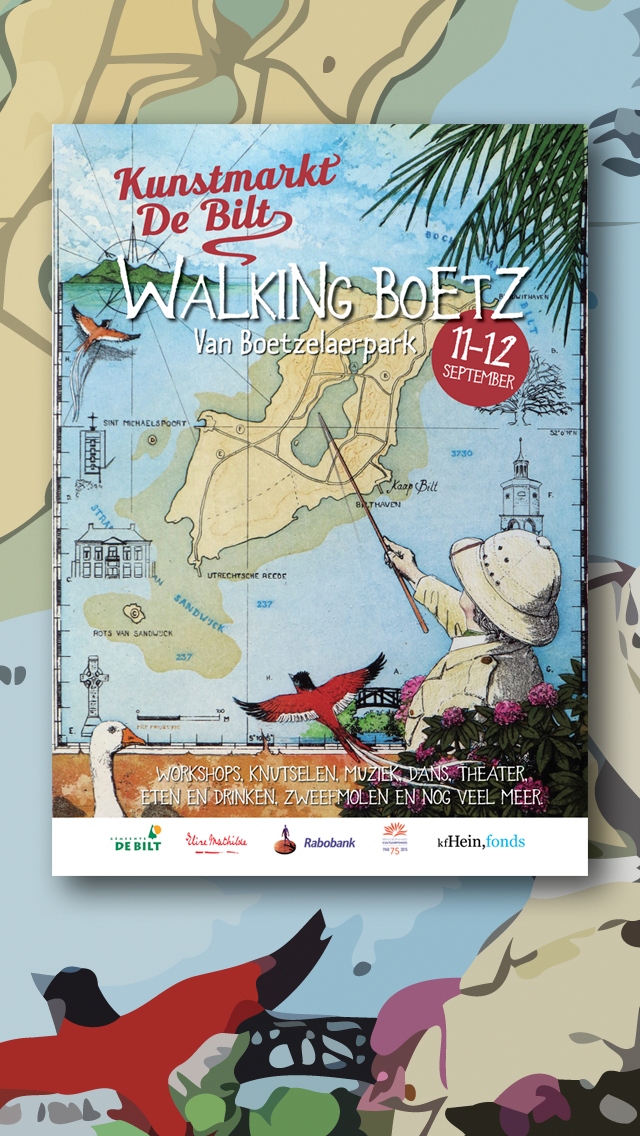 Kunstmarkt
De Bilt
WALKING BOETZ
Van Boetzelaerpark
11-12
SEPTEMBER
SINT MICHAELSPOORT
52°0'N
3730
Kaap Bilt
BILTHAVEN
UTRECHTSCHE REEDE
SANDWIJCK
237
ROTS VAN SANDWIJCK
237
WORKSHOPS, KNUTSELEN, MUZIEK, DANS, THEATER,
ETEN EN DRINKEN, ZWEEFMOLEN EN NOG VEEL MEER
GEMEENTE
DE BILT
Elise Mathilde
Rabobank
75
kfHein,fonds